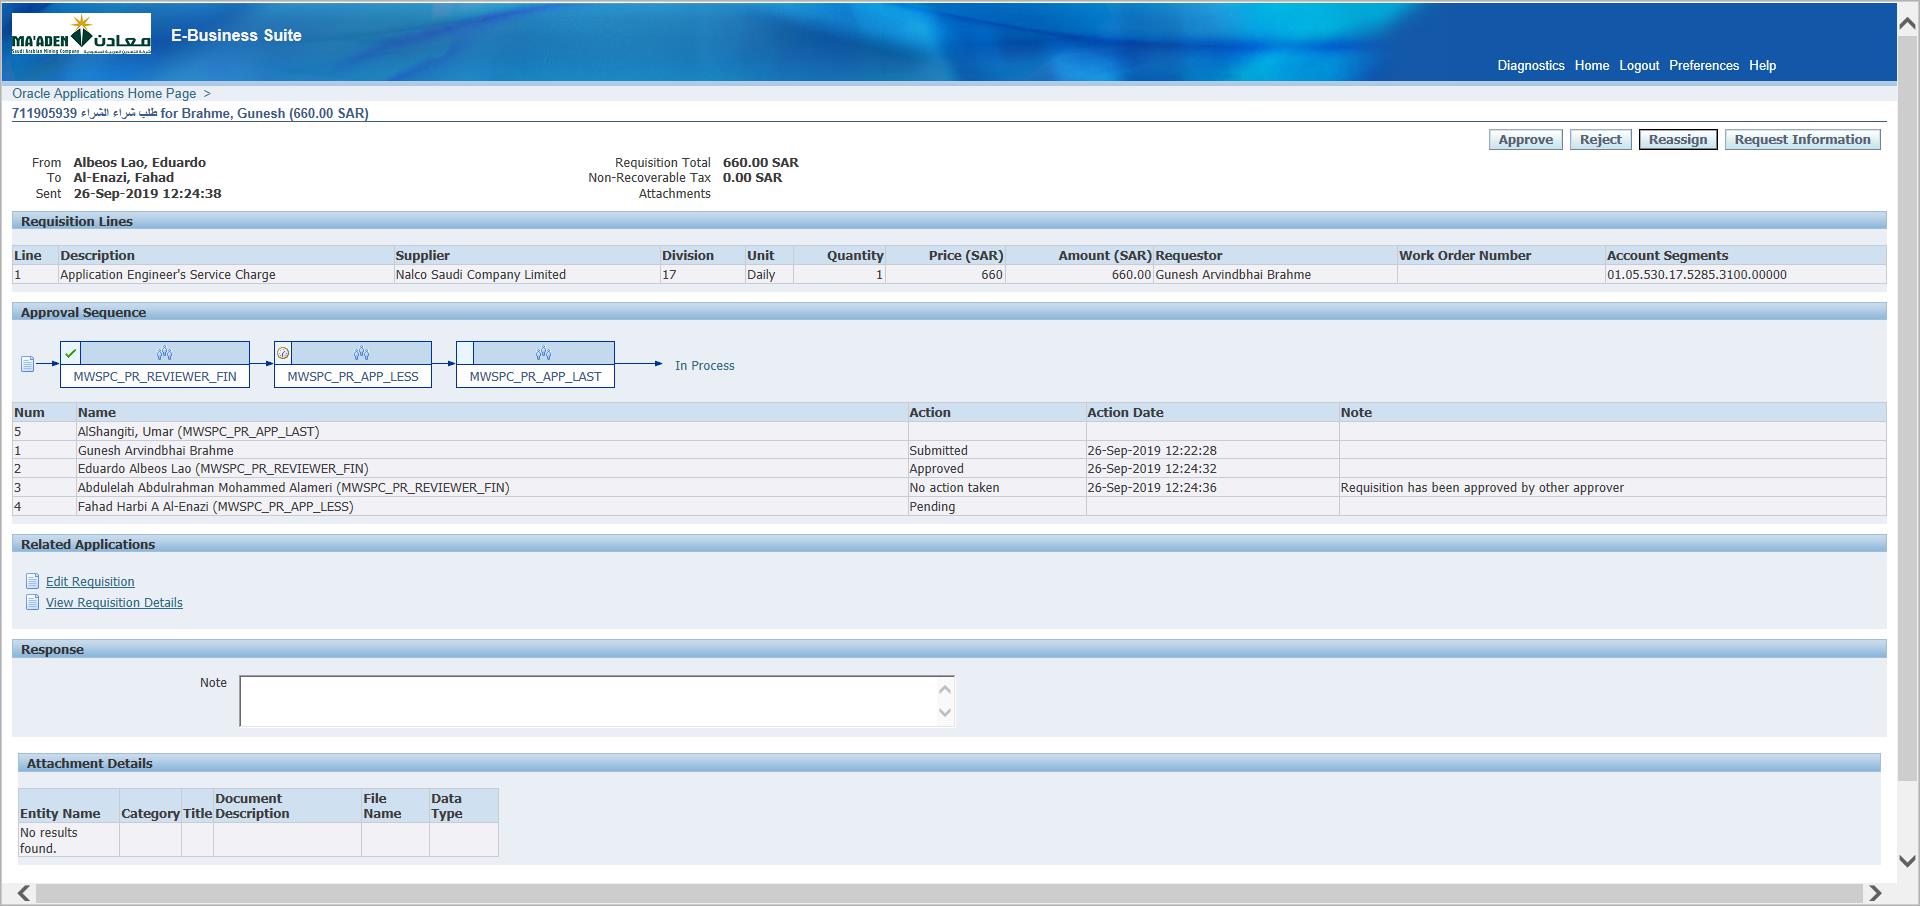 MA'ADEN معادن
Saudi Arabian Mining Company
E-Business Suite
Diagnostics Home Logout Preferences Help
Oracle Applications Home Page >
711905939 طلب شراء الشراء for Brahme, Gunesh (660.00 SAR)
Approve Reject Reassign Request Information
From Albeos Lao, Eduardo
To Al-Enazi, Fahad
Sent 26-Sep-2019 12:24:38
Requisition Total 660.00 SAR
Non-Recoverable Tax 0.00 SAR
Attachments
Requisition Lines
Line Description Supplier Division Unit Quantity Price (SAR) Amount (SAR) Requestor Work Order Number Account Segments
1 Application Engineer's Service Charge Nalco Saudi Company Limited 17 Daily 1 660 660.00 Gunesh Arvindbhai Brahme 01.05.530.17.5285.3100.00000
Approval Sequence
MWSPC_PR_REVIEWER_FIN MWSPC_PR_APP_LESS MWSPC_PR_APP_LAST In Process
Num Name Action Action Date Note
5 AlShangiti, Umar (MWSPC_PR_APP_LAST)
1 Gunesh Arvindbhai Brahme Submitted 26-Sep-2019 12:22:28
2 Eduardo Albeos Lao (MWSPC_PR_REVIEWER_FIN) Approved 26-Sep-2019 12:24:32
3 Abdulelah Abdulrahman Mohammed Alameri (MWSPC_PR_REVIEWER_FIN) No action taken 26-Sep-2019 12:24:36 Requisition has been approved by other approver
4 Fahad Harbi A Al-Enazi (MWSPC_PR_APP_LESS) Pending
Related Applications
Edit Requisition
View Requisition Details
Response
Note
Attachment Details
Entity Name Category Title Document Description File Name Data Type
No results found.